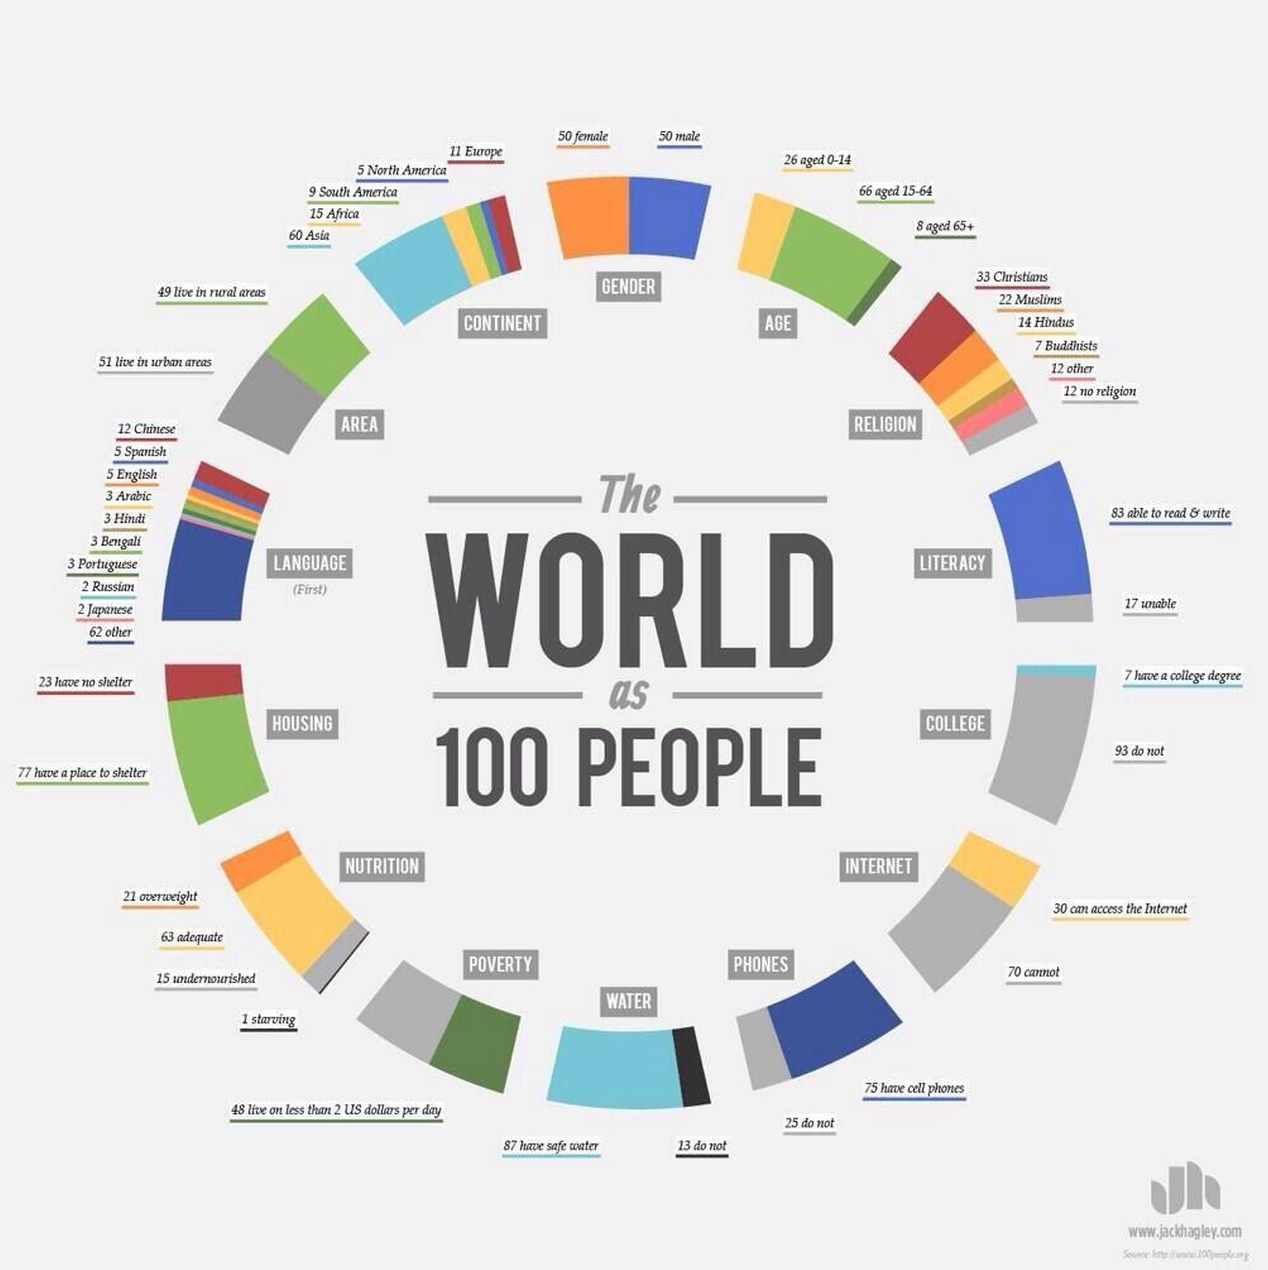 50 female
50 male
GENDER
26 aged 0-14
66 aged 15-64
8 aged 65+
AGE
33 Christians
22 Muslims
14 Hindus
7 Buddhists
12 other
12 no religion
RELIGION
83 able to read & write
17 unable
LITERACY
7 have a college degree
93 do not
COLLEGE
30 can access the Internet
70 cannot
INTERNET
75 have cell phones
25 do not
PHONES
87 have safe water
13 do not
WATER
48 live on less than 2 US dollars per day
POVERTY
21 overweight
63 adequate
15 undernourished
1 starving
NUTRITION
23 have no shelter
77 have a place to shelter
HOUSING
12 Chinese
5 Spanish
5 English
3 Arabic
3 Hindi
3 Bengali
3 Portuguese
2 Russian
2 Japanese
62 other
LANGUAGE
(First)
49 live in rural areas
51 live in urban areas
AREA
11 Europe
5 North America
9 South America
15 Africa
60 Asia
CONTINENT
The
WORLD
as
100 PEOPLE
www.jackhagley.com
Source: http://www.100people.org